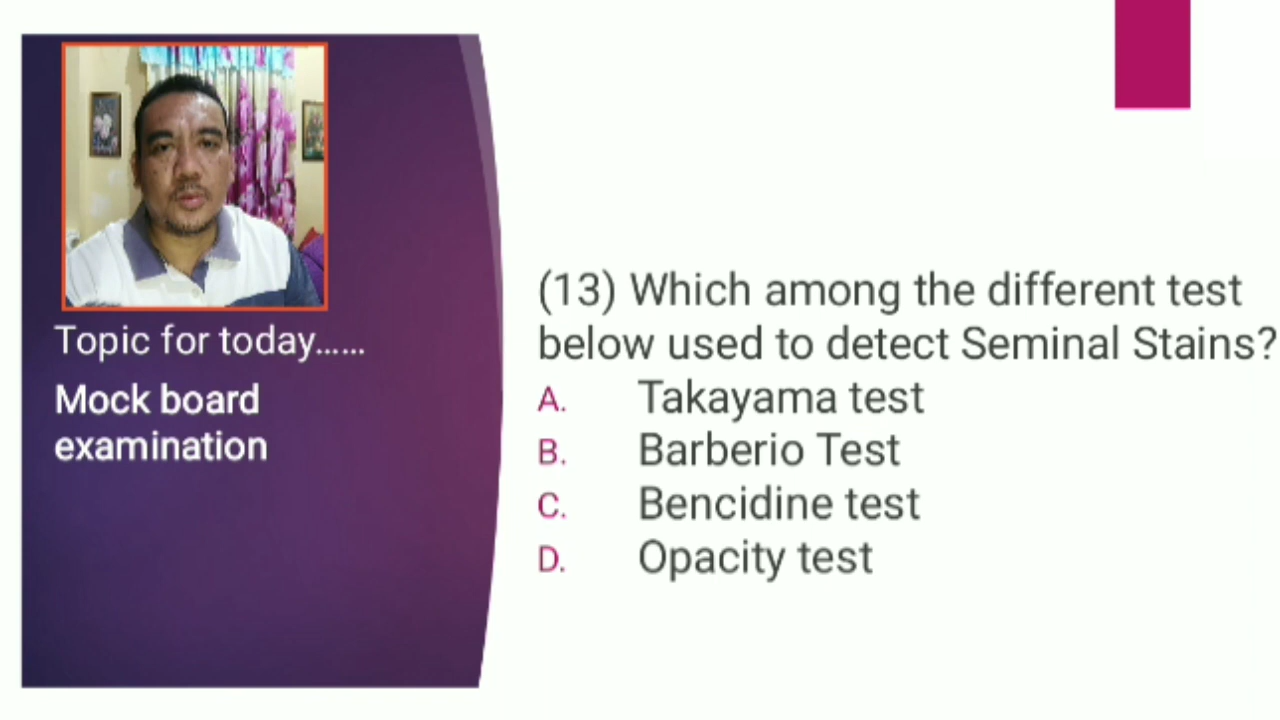 Topic for today......
Mock board
examination
(13) Which among the different test
below used to detect Seminal Stains?
A. Takayama test
B. Barberio Test
C. Bencidine test
D. Opacity test